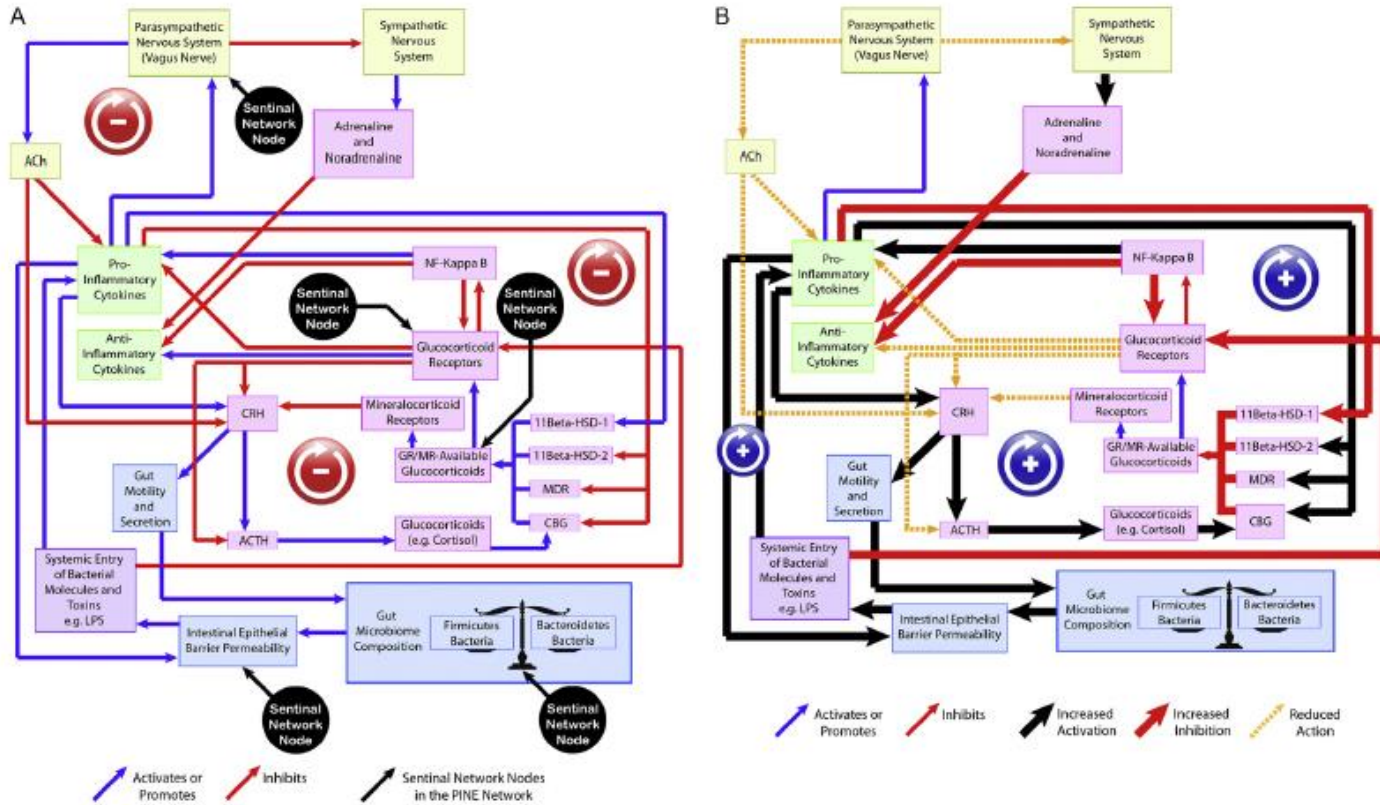 A
Parasympathetic
Nervous System
(Vagus Nerve)
Sympathetic
Nervous
System
Sentinal
Network
Node
Adrenaline
and
Noradrenaline
ACh
Pro-
Inflammatory
Cytokines
NF-Kappa B
Sentinal
Network
Node
Sentinal
Network
Node
Anti-
Inflammatory
Cytokines
Glucocorticoid
Receptors
CRH
Mineralocorticoid
Receptors
11Beta-HSD-1
GR/MR-Available
Glucocorticoids
11Beta-HSD-2
Gut
Motility
and
Secretion
MDR
CBG
ACTH
Glucocorticoids
(e.g. Cortisol)
Systemic Entry
of Bacterial
Molecules and
Toxins
e.g. LPS
Intestinal Epithelial
Barrier Permeability
Gut
Microbiome
Composition
Firmicutes
Bacteria
Bacteroidetes
Bacteria
Sentinal
Network
Node
Sentinal
Network
Node
Activates or
Promotes
Inhibits
Sentinal Network Nodes
in the PINE Network
B
Parasympathetic
Nervous System
(Vagus Nerve)
Sympathetic
Nervous
System
Adrenaline
and
Noradrenaline
ACh
Pro-
Inflammatory
Cytokines
NF-Kappa B
Anti-
Inflammatory
Cytokines
Glucocorticoid
Receptors
CRH
Mineralocorticoid
Receptors
11Beta-HSD-1
GR/MR-Available
Glucocorticoids
11Beta-HSD-2
Gut
Motility
and
Secretion
MDR
CBG
ACTH
Glucocorticoids
(e.g. Cortisol)
Systemic Entry
of Bacterial
Molecules and
Toxins
e.g. LPS
Intestinal Epithelial
Barrier Permeability
Gut
Microbiome
Composition
Firmicutes
Bacteria
Bacteroidetes
Bacteria
Activates or
Promotes
Inhibits
Increased
Activation
Increased
Inhibition
Reduced
Action